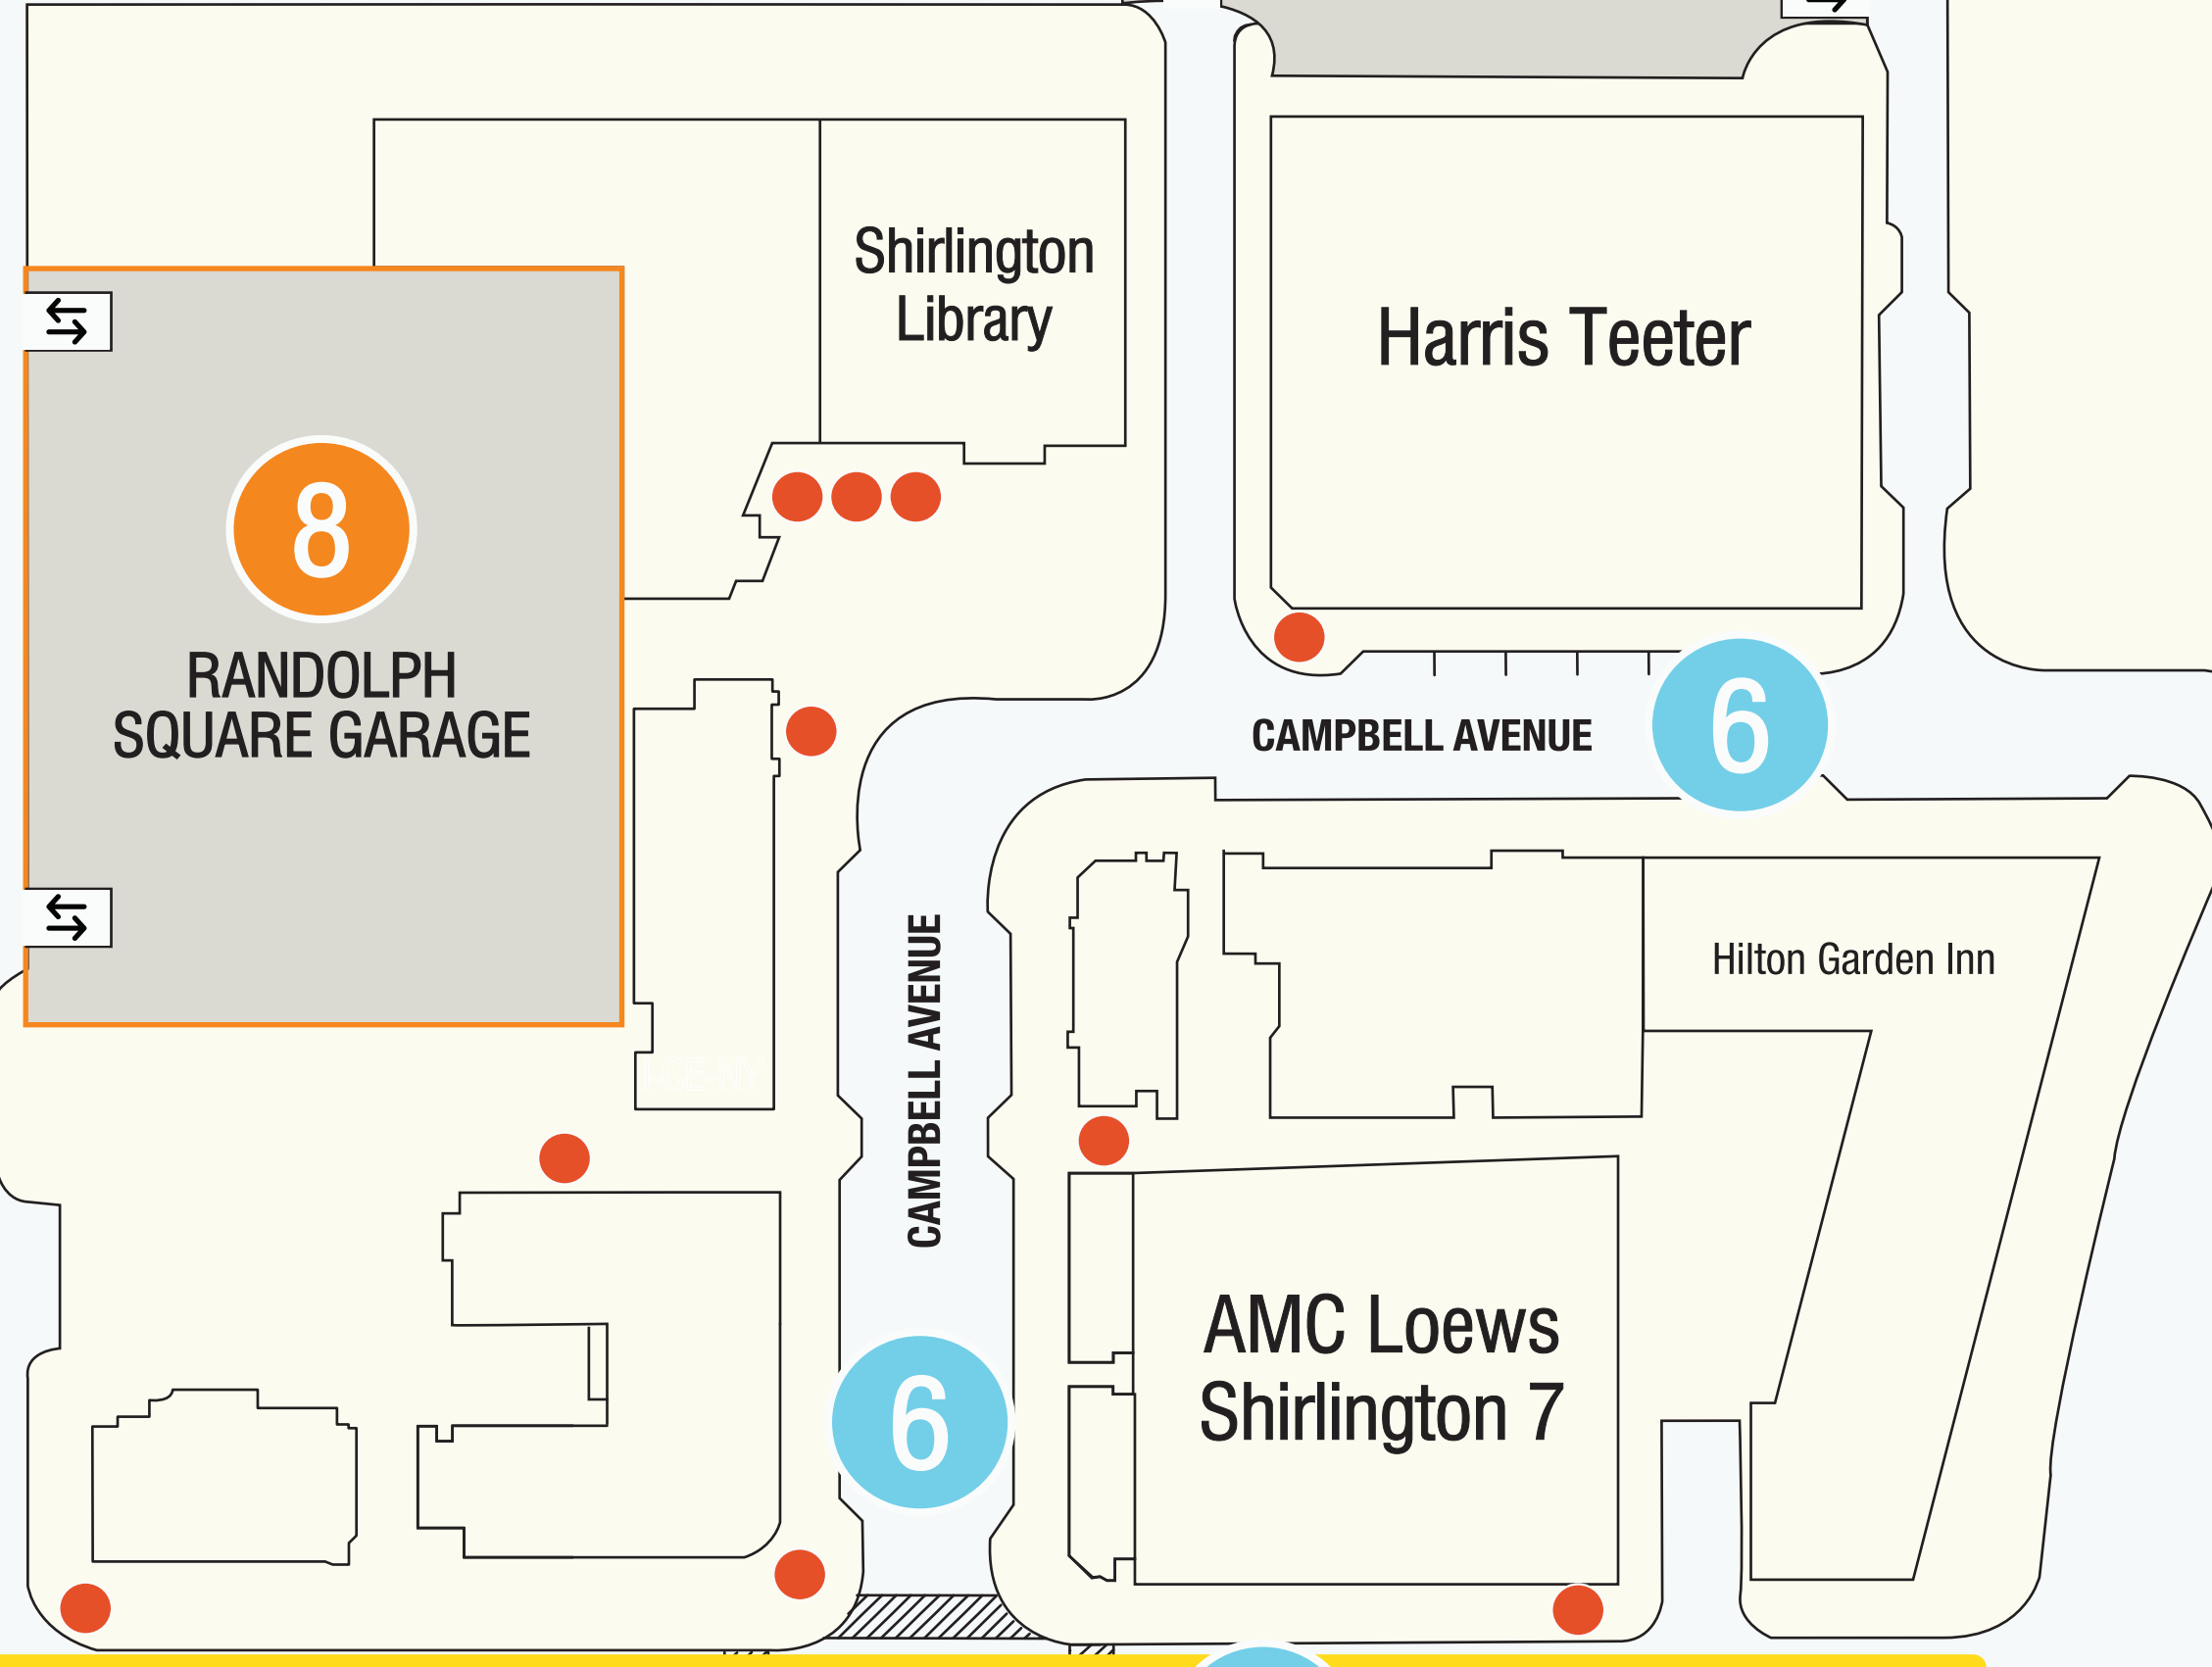 Shirlington
Library
Harris Teeter
8
RANDOLPH
SQUARE GARAGE
CAMPBELL AVENUE
6
Hilton Garden Inn
CAMPBELL AVENUE
AMC Loews
Shirlington 7
6